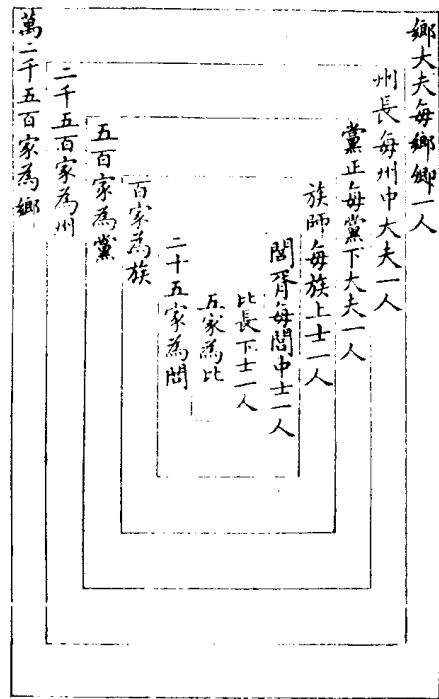 鄉大夫每鄉卿一人
州長每州中大夫一人
黨正每黨下大夫一人
族師每族上士一人
閭胥每閭中士一人
比長下士一人
五家為比
二十五家為閭
百家為族
五百家為黨
二千五百家為州
萬二千五百家為鄉